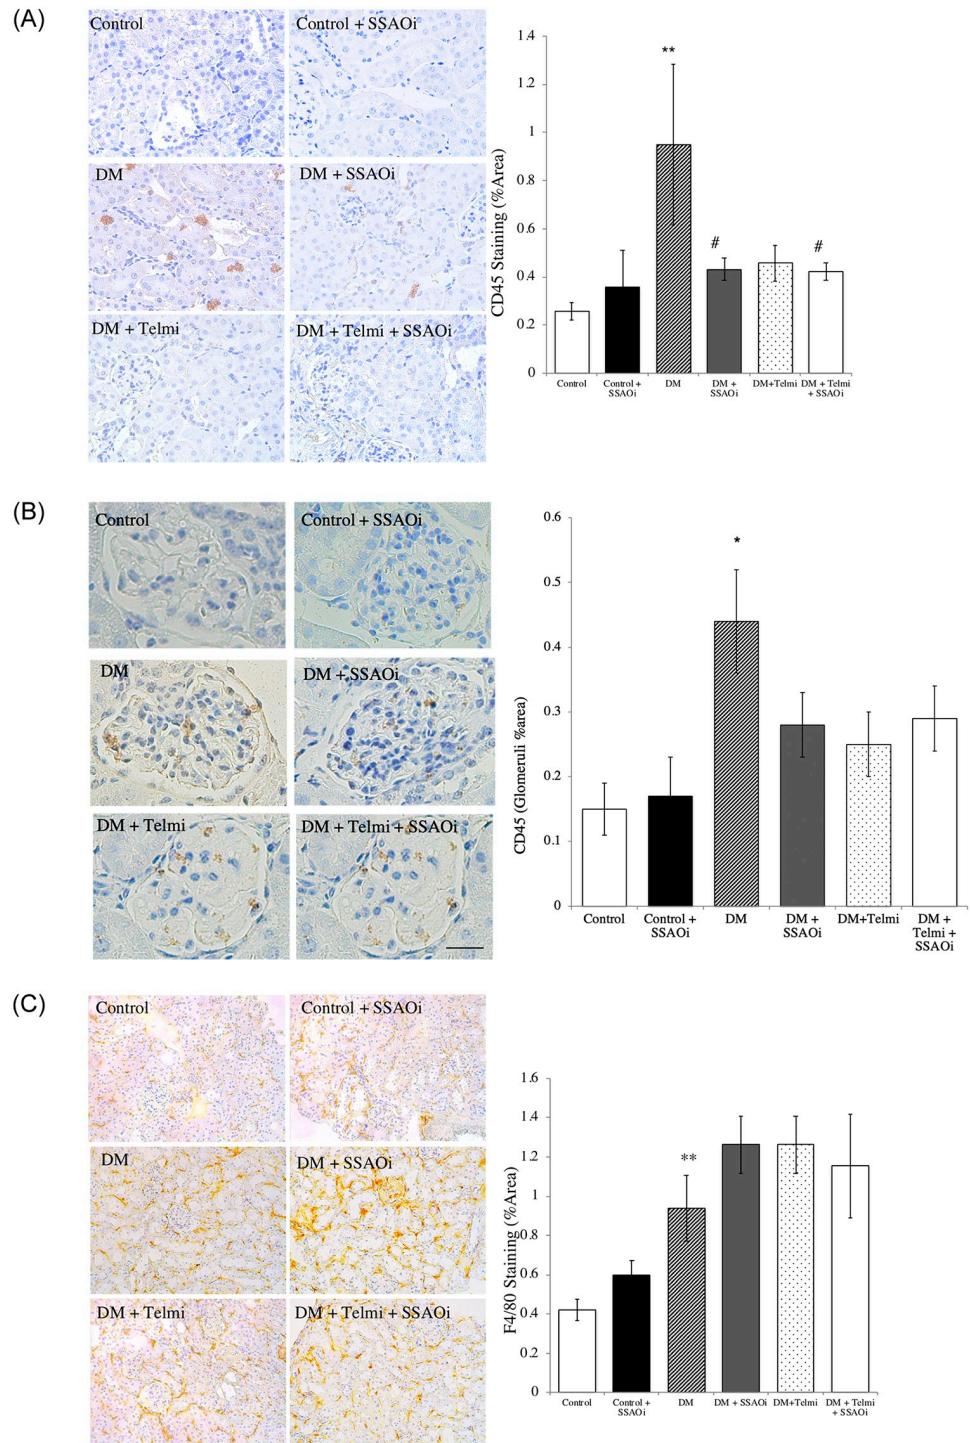 (A)
Control
Control + SSAOi
DM
DM + SSAOi
DM + Telmi
DM + Telmi + SSAOi
CD45 Staining (%Area)
1.4
1.2
1
0.8
0.6
0.4
0.2
0
**
#
#
Control
Control +
SSAOi
DM
DM +
SSAOi
DM+Telmi
DM + Telmi
+ SSAOi
(B)
Control
Control + SSAOi
DM
DM + SSAOi
DM + Telmi
DM + Telmi + SSAOi
CD45 (Glomeruli %area)
0.6
0.5
0.4
0.3
0.2
0.1
0
*
Control
Control +
SSAOi
DM
DM +
SSAOi
DM+Telmi
DM +
Telmi +
SSAOi
(C)
Control
Control + SSAOi
DM
DM + SSAOi
DM + Telmi
DM + Telmi + SSAOi
F4/80 Staining (%Area)
1.6
1.4
1.2
1
0.8
0.6
0.4
0.2
0
**
Control
Control +
SSAOi
DM
DM + SSAOi
DM+Telmi
DM + Telmi
+ SSAOi